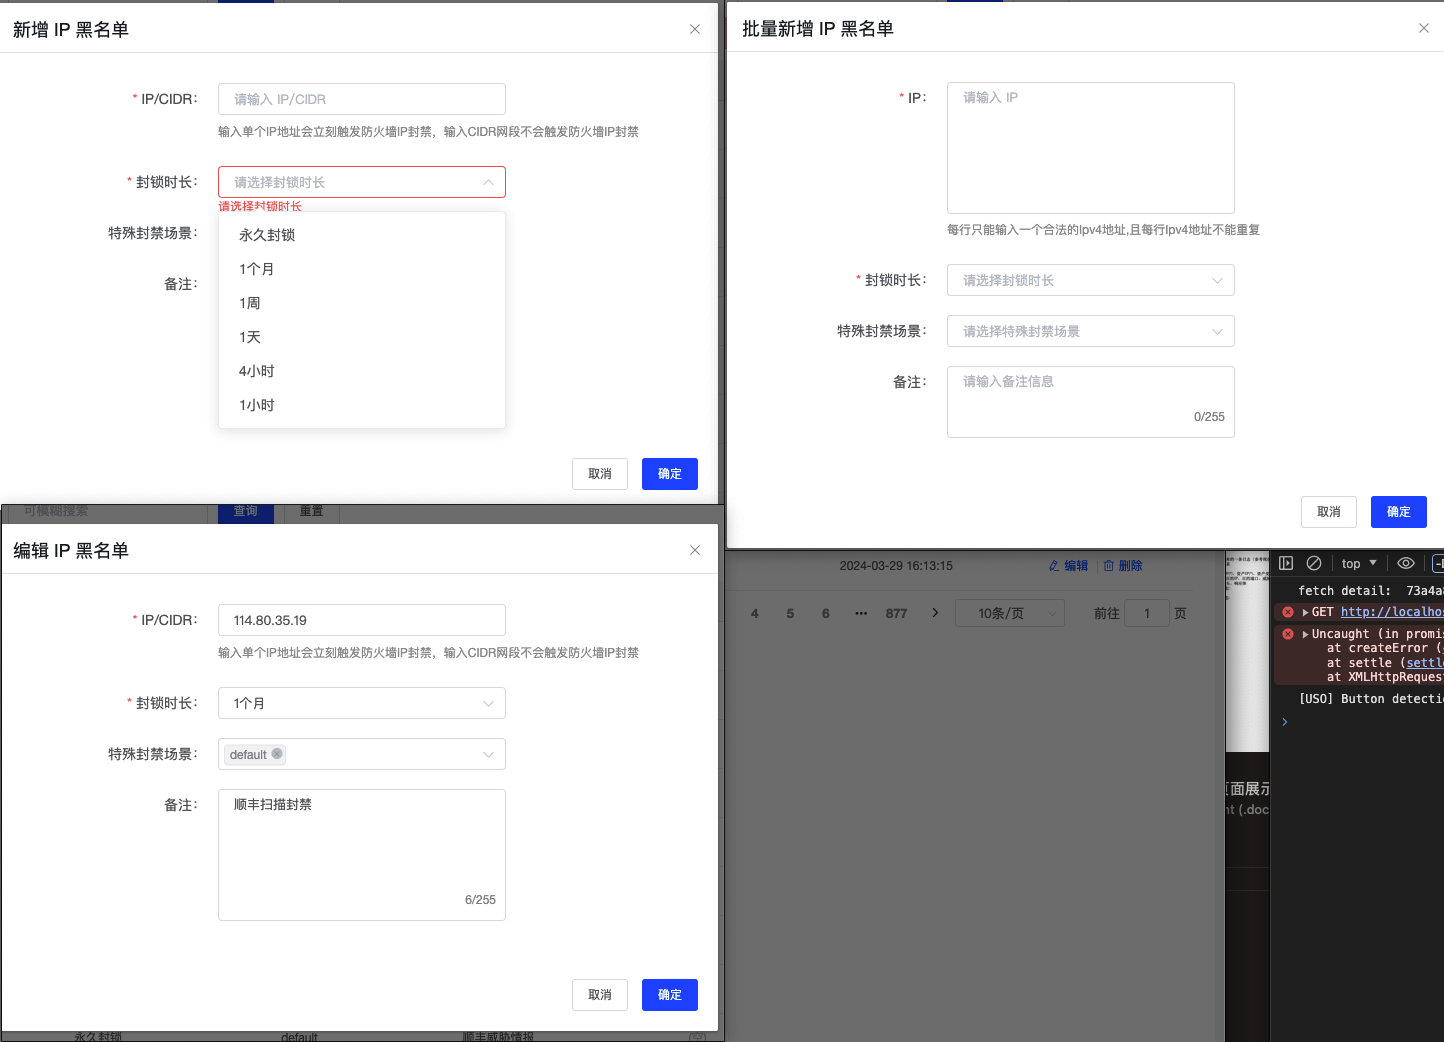 新增 IP 黑名单
* IP/CIDR：
请输入 IP/CIDR
输入单个IP地址会立刻触发防火墙IP封禁，输入CIDR网段不会触发防火墙IP封禁
* 封锁时长：
请选择封锁时长
请选择封锁时长
特殊封禁场景：
永久封锁
1个月
备注：
1周
1天
4小时
1小时
取消
确定
批量新增 IP 黑名单
* IP：
请输入 IP
每行只能输入一个合法的Ipv4地址,且每行Ipv4地址不能重复
* 封锁时长：
请选择封锁时长
特殊封禁场景：
请选择特殊封禁场景
备注：
请输入备注信息
0/255
取消
确定
可模糊搜索
查询
重置
编辑 IP 黑名单
* IP/CIDR：
114.80.35.19
输入单个IP地址会立刻触发防火墙IP封禁，输入CIDR网段不会触发防火墙IP封禁
* 封锁时长：
1个月
特殊封禁场景：
default
备注：
顺丰扫描封禁
6/255
取消
确定
永久封锁
default
顺丰威胁情报
2024-03-29 16:13:15
编辑
删除
4 5 6 ••• 877
10条/页
前往 1 页
页面展示
nt (.doc
top
fetch detail: 73a4a
GET http://localho
Uncaught (in promi
at createError (
at settle (settl
at XMLHttpReques
[USO] Button detecti